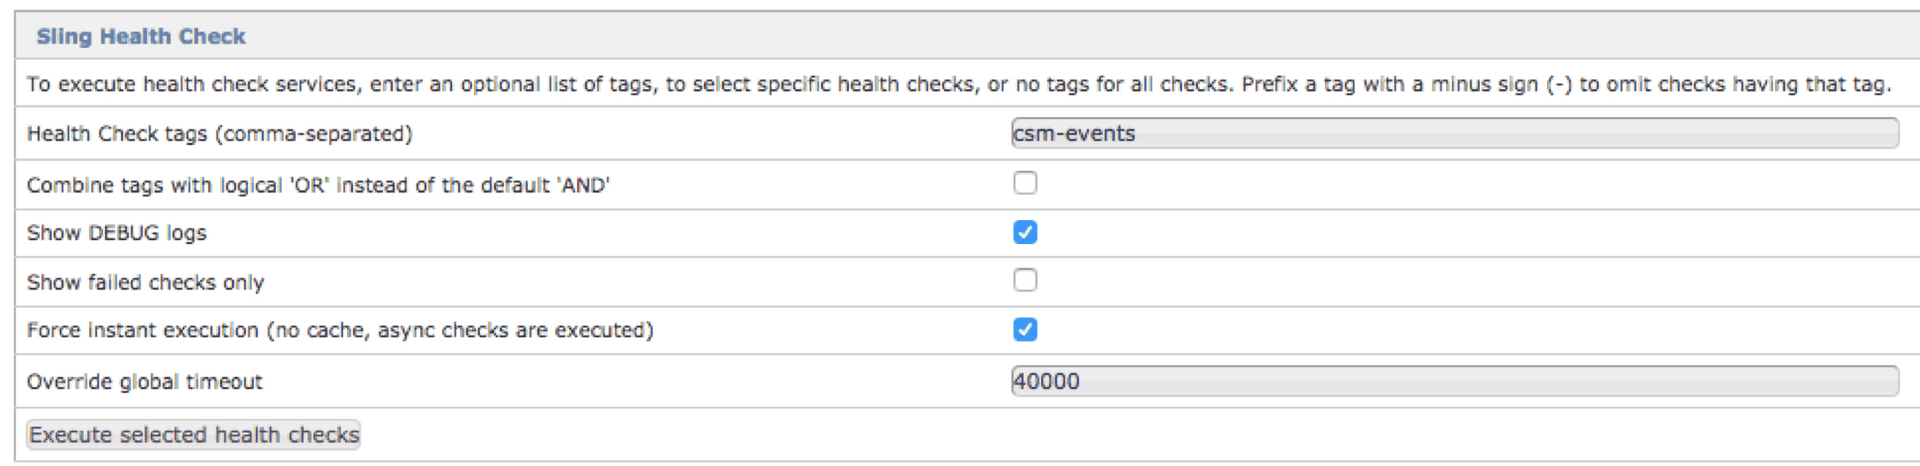 Sling Health Check
To execute health check services, enter an optional list of tags, to select specific health checks, or no tags for all checks. Prefix a tag with a minus sign (-) to omit checks having that tag.
Health Check tags (comma-separated) csm-events
Combine tags with logical 'OR' instead of the default 'AND'
Show DEBUG logs
Show failed checks only
Force instant execution (no cache, async checks are executed)
Override global timeout 40000
Execute selected health checks